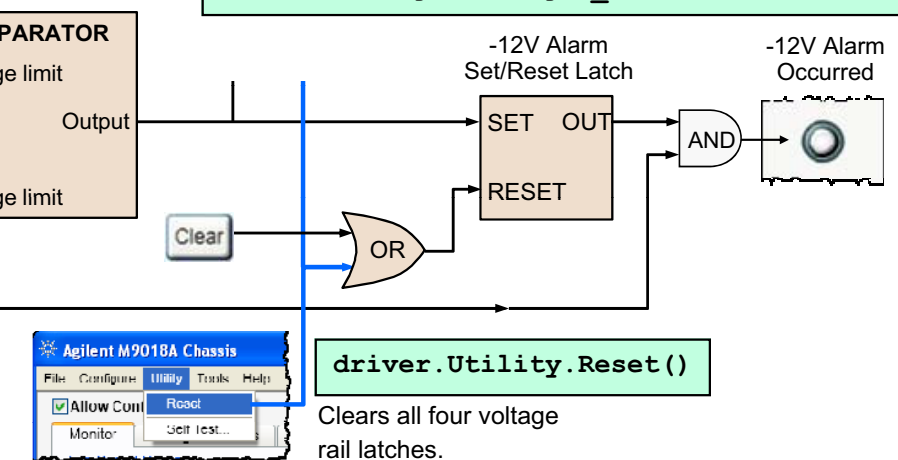 PARATOR
ge limit
Output
ge limit
-12V Alarm
Set/Reset Latch
-12V Alarm
Occurred
SET OUT
RESET
AND
Clear
OR
Agilent M9018A Chassis
File Configure Utility Tools Help
Allow Cont
Reset
Self Test...
Monitor
driver.Utility.Reset()
Clears all four voltage
rail latches.